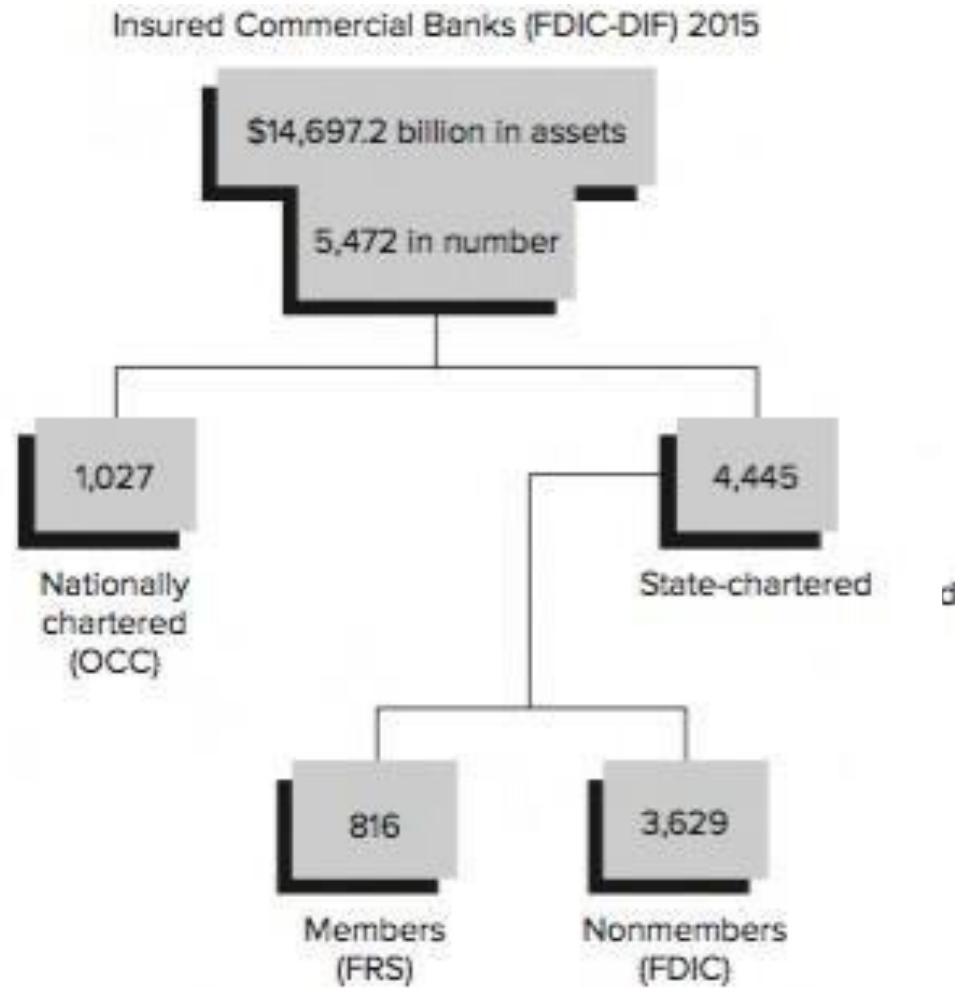 Insured Commercial Banks (FDIC-DIF) 2015
$14,697.2 billion in assets
5,472 in number
1,027
4,445
Nationally
chartered
(OCC)
State-chartered
d
816
3,629
Members
(FRS)
Nonmembers
(FDIC)